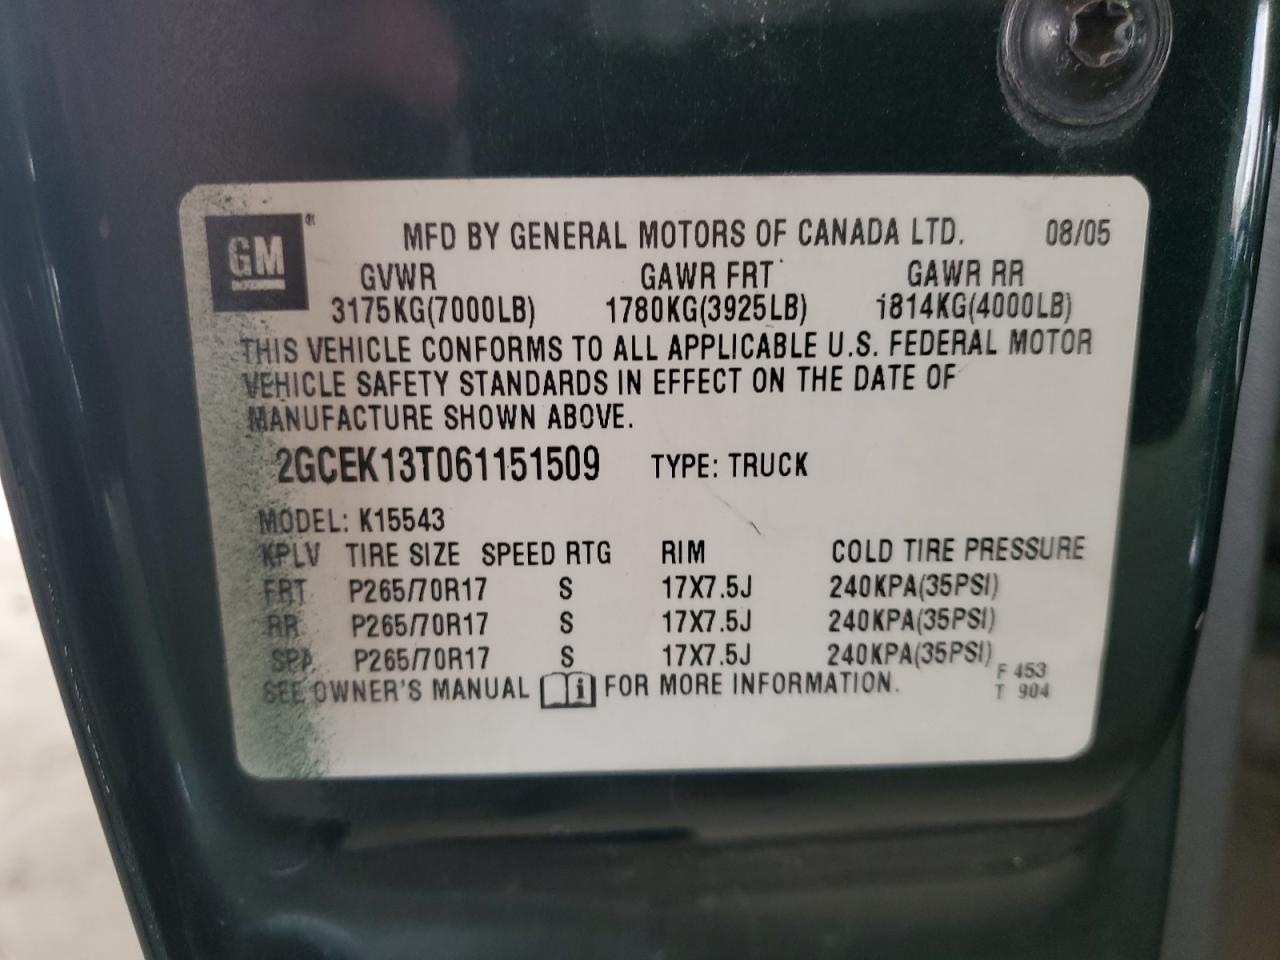 GM ®
MFD BY GENERAL MOTORS OF CANADA LTD. 08/05
GVWR GAWR FRT GAWR RR
3175KG(7000LB) 1780KG(3925LB) 1814KG(4000LB)
THIS VEHICLE CONFORMS TO ALL APPLICABLE U.S. FEDERAL MOTOR
VEHICLE SAFETY STANDARDS IN EFFECT ON THE DATE OF
MANUFACTURE SHOWN ABOVE.
2GCEK13T061151509 TYPE: TRUCK
MODEL: K15543
KPLV TIRE SIZE SPEED RTG RIM COLD TIRE PRESSURE
FRT P265/70R17 S 17X7.5J 240KPA(35PSI)
RR P265/70R17 S 17X7.5J 240KPA(35PSI)
SPA P265/70R17 S 17X7.5J 240KPA(35PSI)
SEE OWNER'S MANUAL i FOR MORE INFORMATION.
F 453
T 904